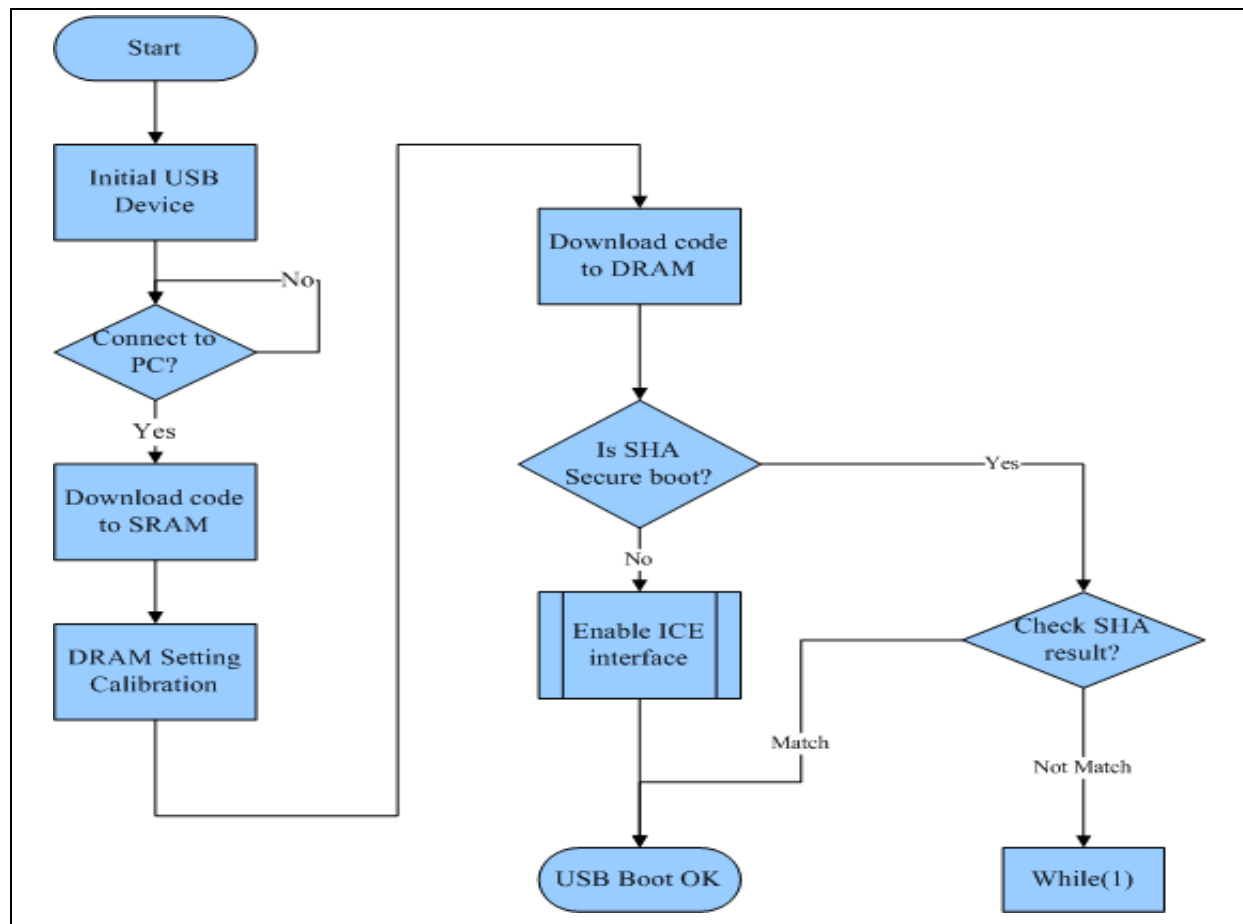 Start
Initial USB
Device
No
Connect to
PC?
Yes
Download code
to SRAM
DRAM Setting
Calibration
Download code
to DRAM
Is SHA
Secure boot?
Yes
No
Enable ICE
interface
Check SHA
result?
Match
Not Match
USB Boot OK
While(1)